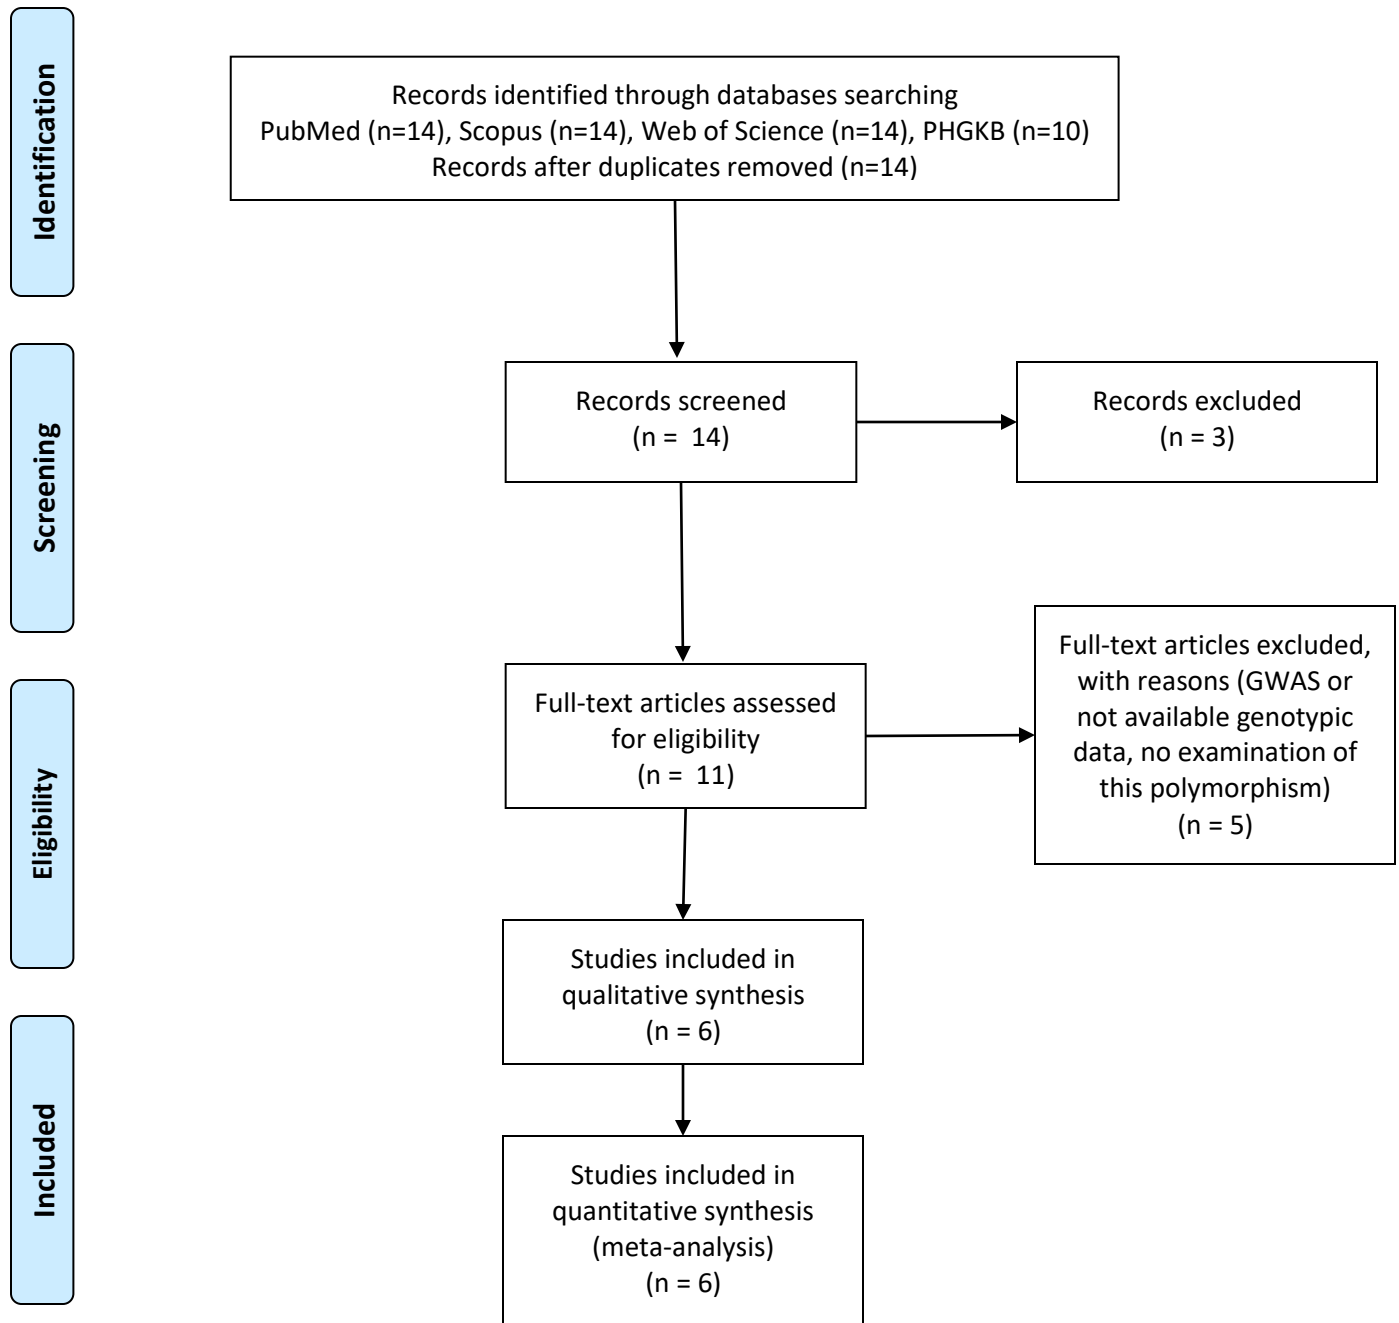 Identification
Records identified through databases searching
PubMed (n=14), Scopus (n=14), Web of Science (n=14), PHGKB (n=10)
Records after duplicates removed (n=14)
Screening
Records screened
(n =  14)
Records excluded
(n = 3)
Eligibility
Full-text articles assessed
for eligibility
(n =  11)
Full-text articles excluded,
with reasons (GWAS or
not available genotypic
data, no examination of
this polymorphism)
(n = 5)
Studies included in
qualitative synthesis
(n = 6)
Included
Studies included in
quantitative synthesis
(meta-analysis)
(n = 6)